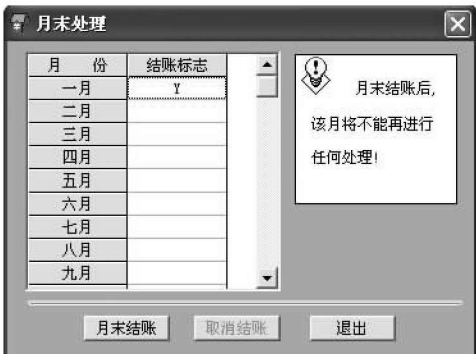 月末处理
月 份 结账标志
一月 Y
二月
三月
四月
五月
六月
七月
八月
九月
月末结账后,
该月将不能再进行
任何处理!
月末结账 取消结账 退出